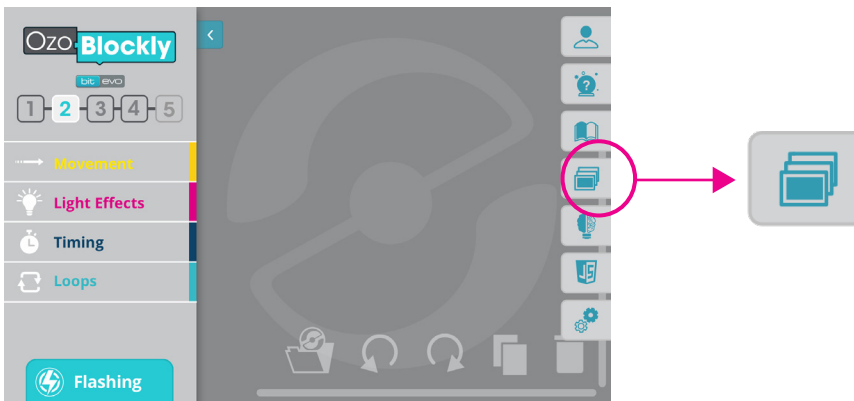 Ozo Blockly
bit evo
1 2 3 4 5
Movement
Light Effects
Timing
Loops
Flashing
<
?
JS